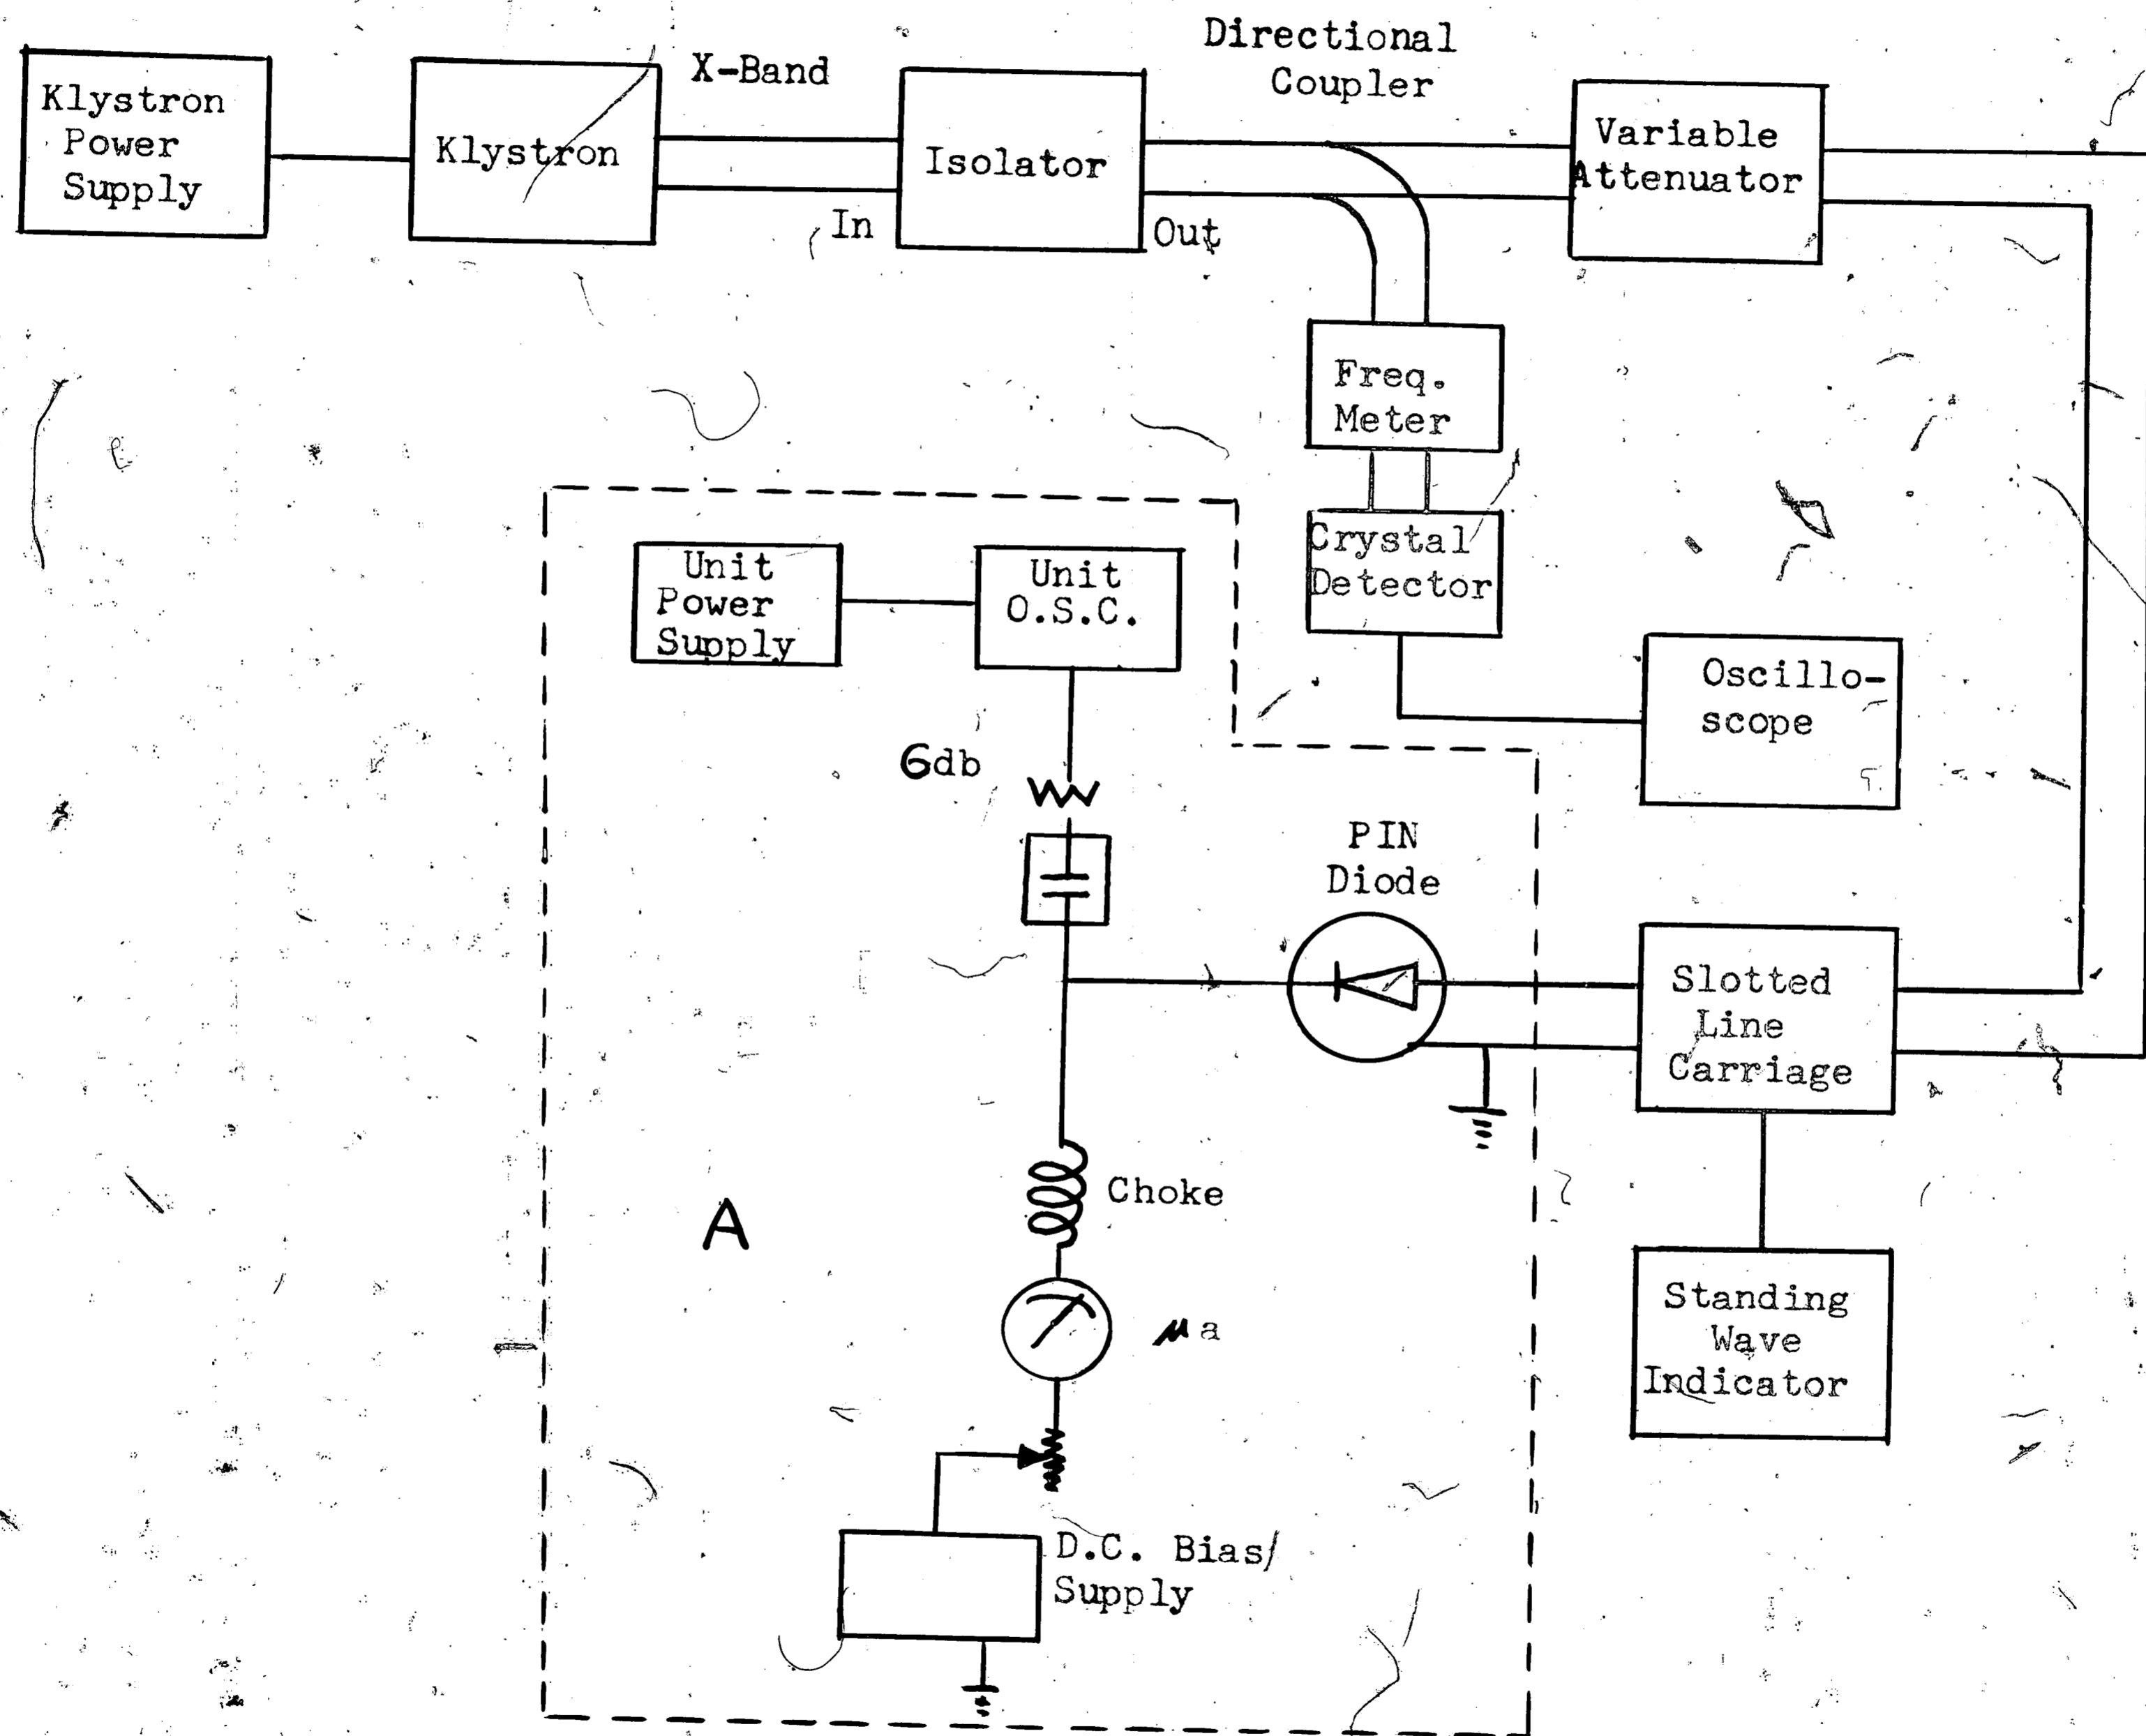 Directional
Coupler
X-Band
Klystron
Power
Supply
Klystron
Isolator
Variable
Attenuator
In
Out
Freq.
Meter
Crystal
Detector
Unit
Power
Supply
Unit
O.S.C.
Oscillo-
scope
6db
PIN
Diode
Slotted
Line
Carriage
Choke
A
μa
Standing
Wave
Indicator
D.C. Bias/
Supply